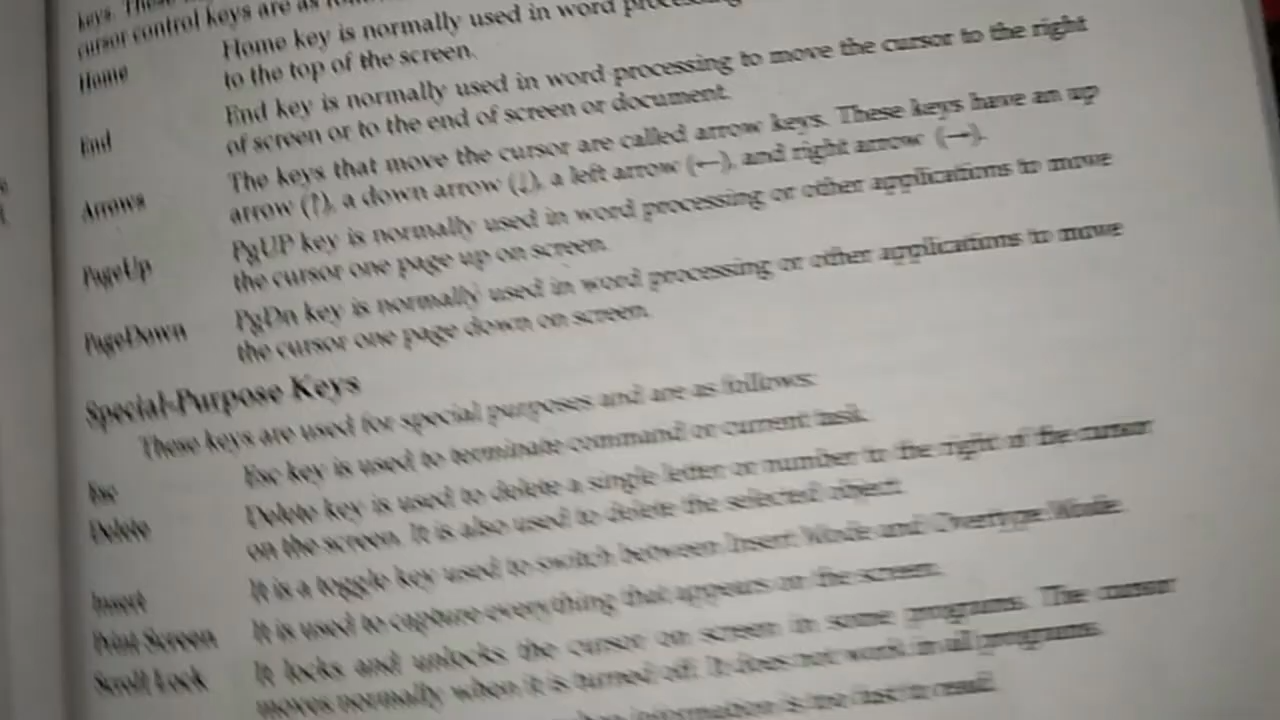 keys. These
cursor control keys are as
Home Home key is normally used in word processing
to the top of the screen.
End End key is normally used in word processing to move the cursor to the right
of screen or to the end of screen or document.
Arrows The keys that move the cursor are called arrow keys. These keys have an up
arrow (↑), a down arrow (↓), a left arrow (←), and right arrow (→).
PageUp PgUP key is normally used in word processing or other applications to move
the cursor one page up on screen.
PageDown PgDn key is normally used in word processing or other applications to move
the cursor one page down on screen.
Special-Purpose Keys
These keys are used for special purposes and are as follows:
Esc Esc key is used to terminate command or current task.
Delete Delete key is used to delete a single letter or number to the right of the cursor
on the screen. It is also used to delete the selected object.
Insert It is a toggle key used to switch between Insert Mode and Overtype Mode.
Print Screen It is used to capture everything that appears on the screen.
Scroll Lock It locks and unlocks the cursor on screen in some programs. The cursor
moves normally when it is turned off. It does not work in all programs.
information is too fast to read.